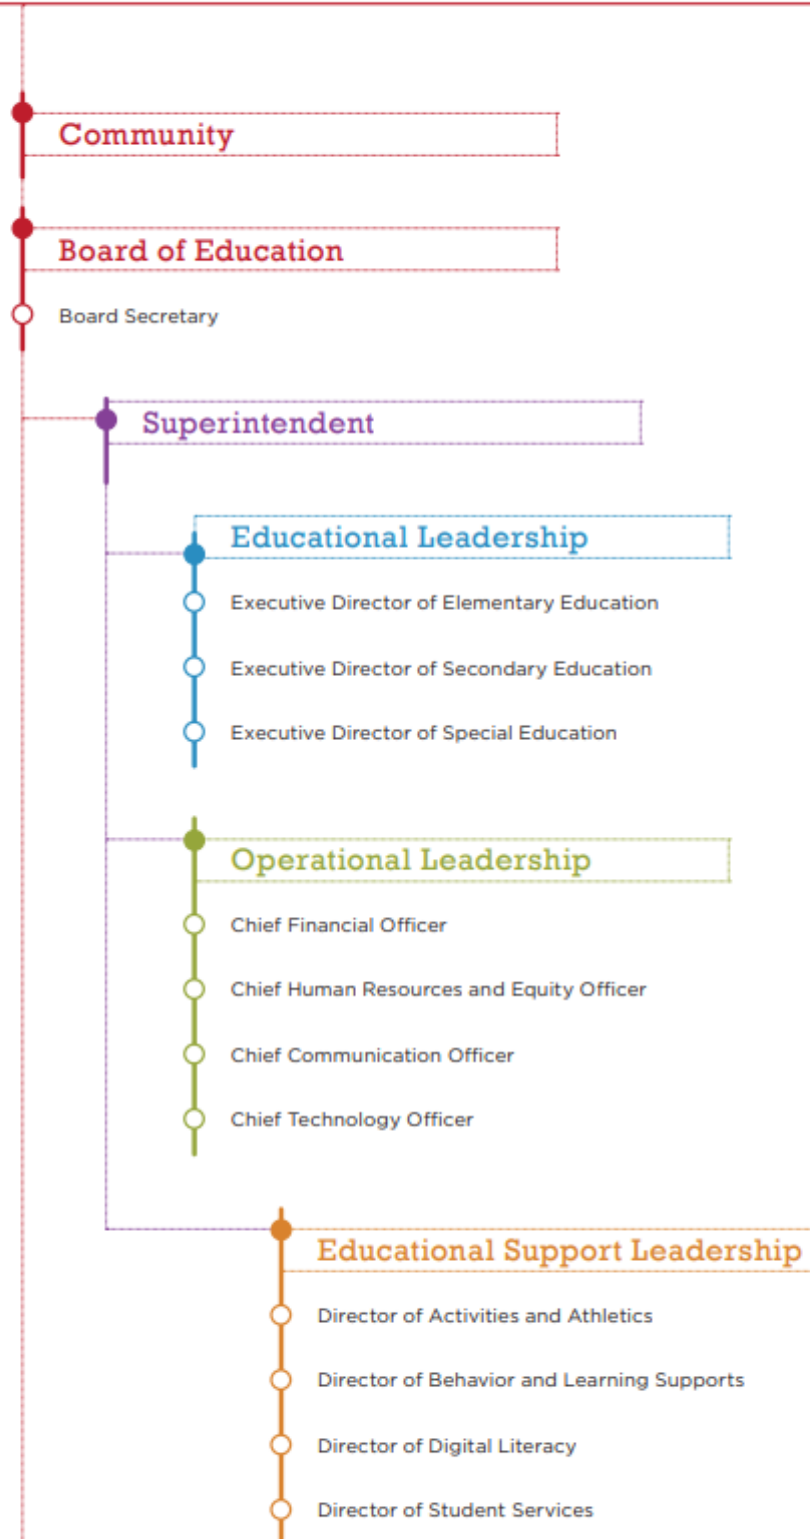 Community
Board of Education
Board Secretary
Superintendent
Educational Leadership
Executive Director of Elementary Education
Executive Director of Secondary Education
Executive Director of Special Education
Operational Leadership
Chief Financial Officer
Chief Human Resources and Equity Officer
Chief Communication Officer
Chief Technology Officer
Educational Support Leadership
Director of Activities and Athletics
Director of Behavior and Learning Supports
Director of Digital Literacy
Director of Student Services